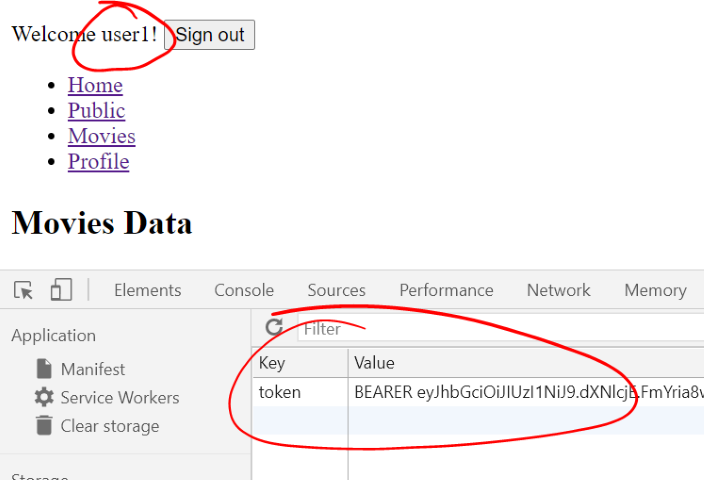 Welcome user1! Sign out
Home
Public
Movies
Profile
Movies Data
Elements Console Sources Performance Network Memory
Application
Filter
Manifest
Key Value
Service Workers
token BEARER eyJhbGciOiJIUzI1NiJ9.dXNlcjE.FmYria8v
Clear storage
Storage